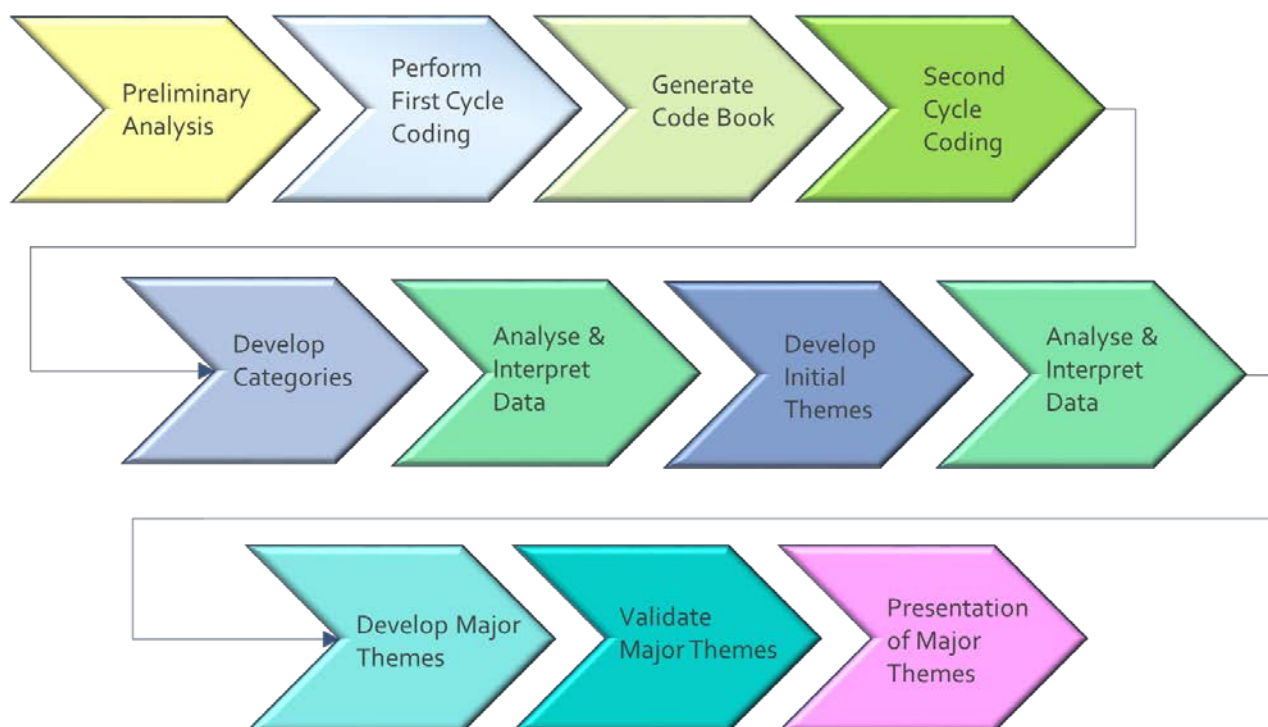 Preliminary
Analysis
Perform
First Cycle
Coding
Generate
Code Book
Second
Cycle
Coding
Develop
Categories
Analyse &
Interpret
Data
Develop
Initial
Themes
Analyse &
Interpret
Data
Develop Major
Themes
Validate
Major Themes
Presentation
of Major
Themes